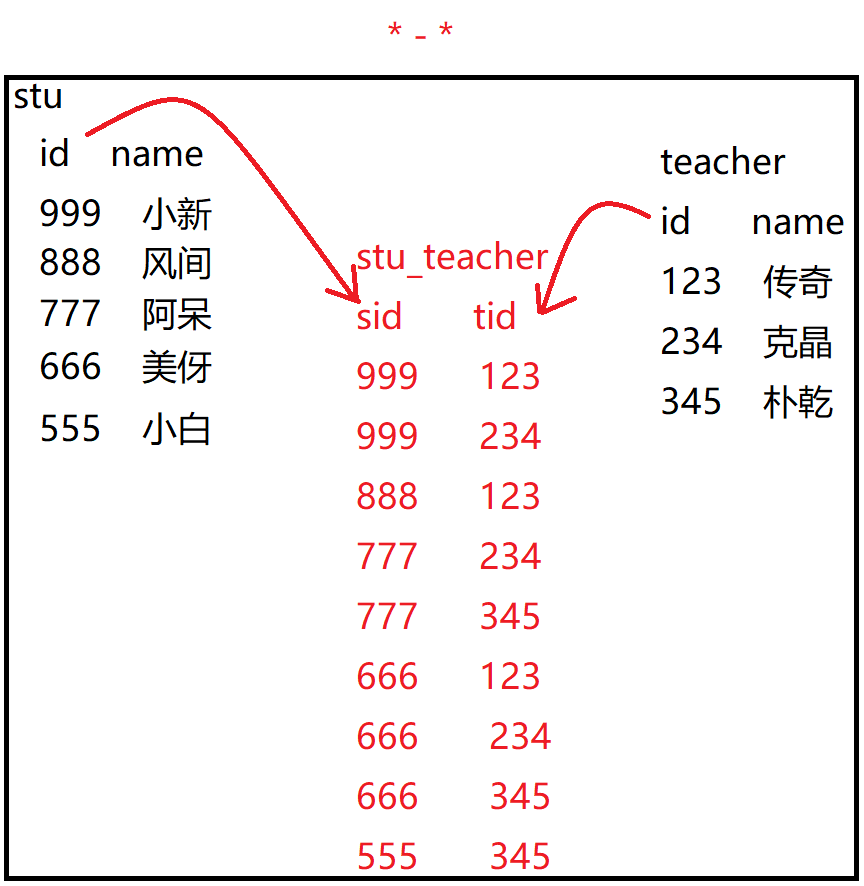 * - *
stu
id name
999 小新
888 风间
777 阿呆
666 美伢
555 小白
stu_teacher
sid tid
999 123
999 234
888 123
777 234
777 345
666 123
666 234
666 345
555 345
teacher
id name
123 传奇
234 克晶
345 朴乾